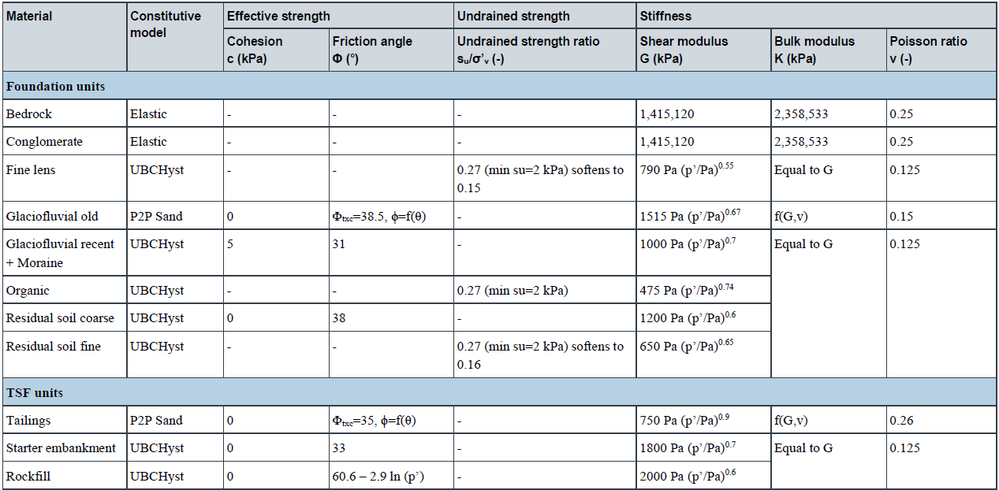 Material Constitutive model Effective strength Undrained strength Stiffness
Cohesion c (kPa) Friction angle Φ (°) Undrained strength ratio sᵤ/σ’ᵥ (-) Shear modulus G (kPa) Bulk modulus K (kPa) Poisson ratio v (-)
Foundation units
Bedrock Elastic - - - 1,415,120 2,358,533 0.25
Conglomerate Elastic - - - 1,415,120 2,358,533 0.25
Fine lens UBCHyst - - 0.27 (min su=2 kPa) softens to 0.15 790 Pa (p’/Pa)^0.55 Equal to G 0.125
Glaciofluvial old P2P Sand 0 Φtxc=38.5, ϕ=f(θ) - 1515 Pa (p’/Pa)^0.67 f(G,v) 0.15
Glaciofluvial recent + Moraine UBCHyst 5 31 - 1000 Pa (p’/Pa)^0.7 Equal to G 0.125
Organic UBCHyst - - 0.27 (min su=2 kPa) 475 Pa (p’/Pa)^0.74
Residual soil coarse UBCHyst 0 38 - 1200 Pa (p’/Pa)^0.6
Residual soil fine UBCHyst - - 0.27 (min su=2 kPa) softens to 0.16 650 Pa (p’/Pa)^0.65
TSF units
Tailings P2P Sand 0 Φtxc=35, ϕ=f(θ) - 750 Pa (p’/Pa)^0.9 f(G,v) 0.26
Starter embankment UBCHyst 0 33 - 1800 Pa (p’/Pa)^0.7 Equal to G 0.125
Rockfill UBCHyst 0 60.6 – 2.9 ln (p’) - 2000 Pa (p’/Pa)^0.6